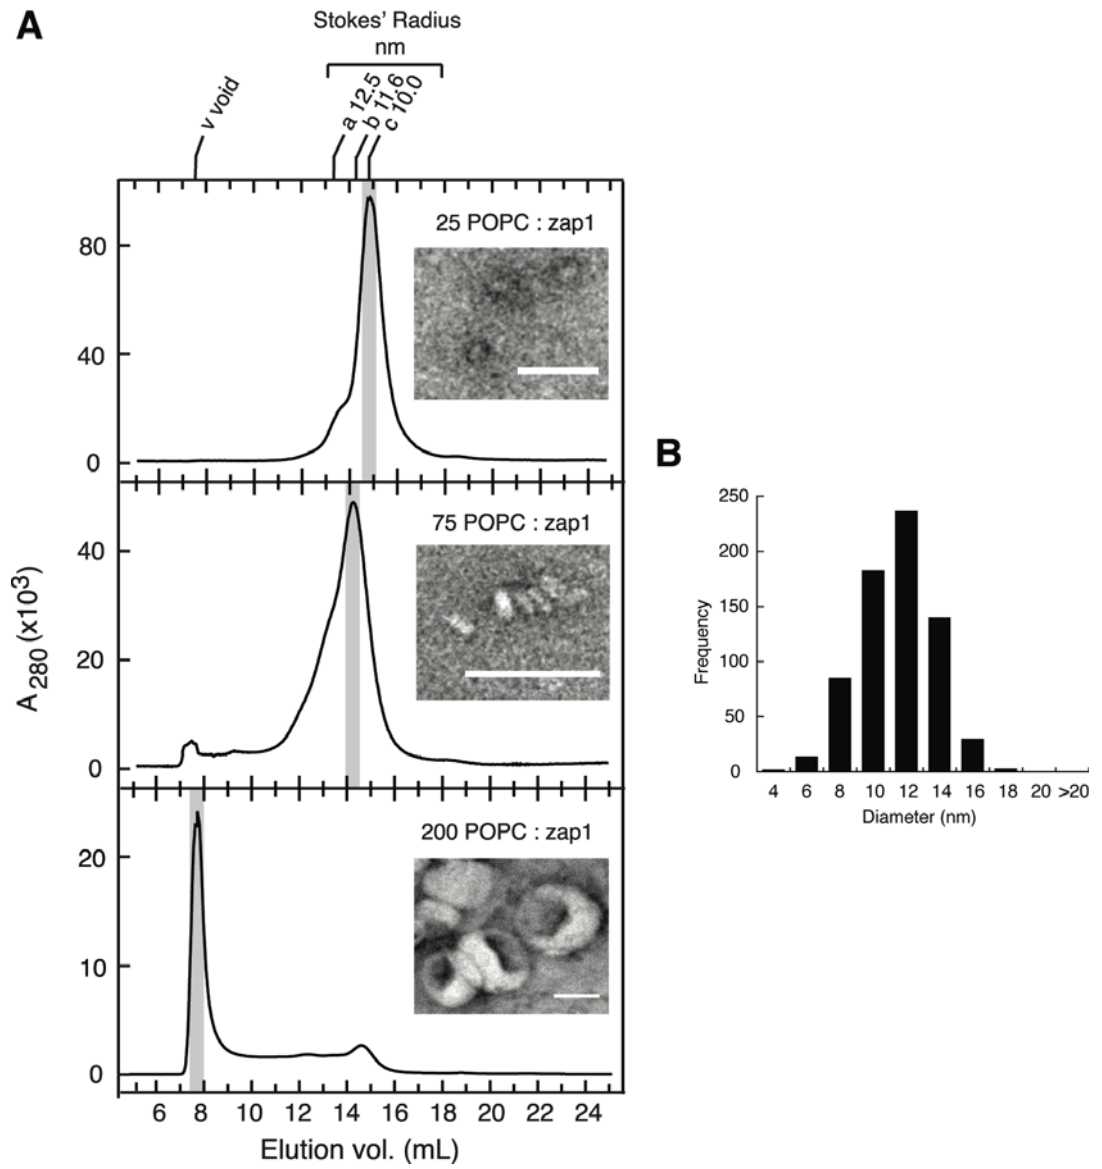 A
Stokes' Radius
nm
v void
a 12.5
b 11.6
c 10.0
25 POPC : zap1
80
40
0
75 POPC : zap1
40
20
0
A280 (x10³)
200 POPC : zap1
20
10
0
6 8 10 12 14 16 18 20 22 24
Elution vol. (mL)
B
250
200
150
100
50
0
Frequency
4 6 8 10 12 14 16 18 20 >20
Diameter (nm)